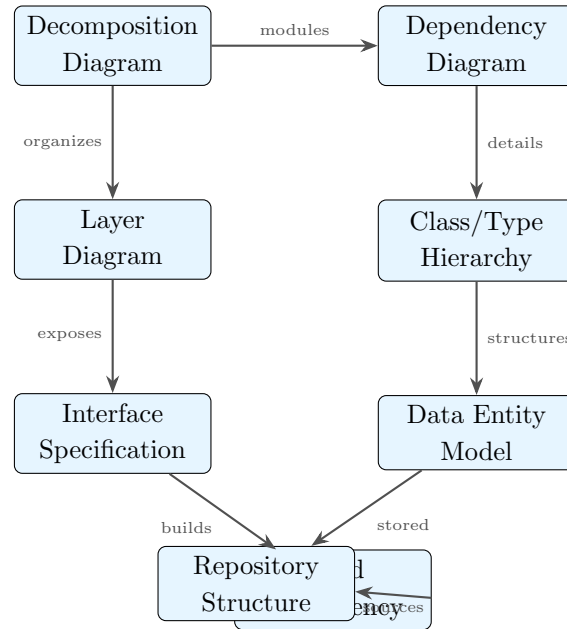 Decomposition
Diagram
modules
Dependency
Diagram
organizes
details
Layer
Diagram
Class/Type
Hierarchy
exposes
structures
Interface
Specification
Data Entity
Model
builds
stored
Repository
Structure
sources